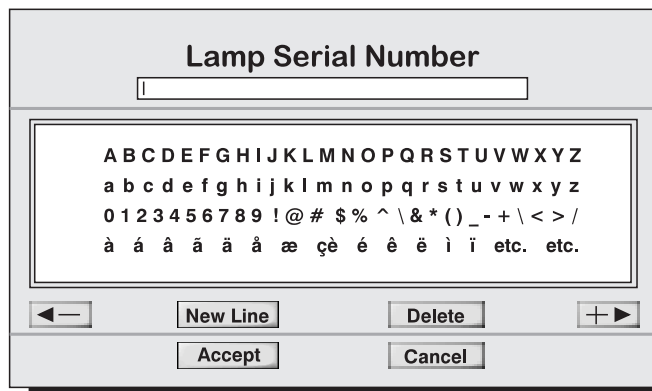 Lamp Serial Number
A B C D E F G H I J K L M N O P Q R S T U V W X Y Z
a b c d e f g h i j k l m n o p q r s t u v w x y z
0 1 2 3 4 5 6 7 8 9 ! @ # $ % ^ \ & * ( ) _ - + \ < > /
à á â ã ä å æ çè é ê ë ì ï etc. etc.
New Line Delete
Accept Cancel